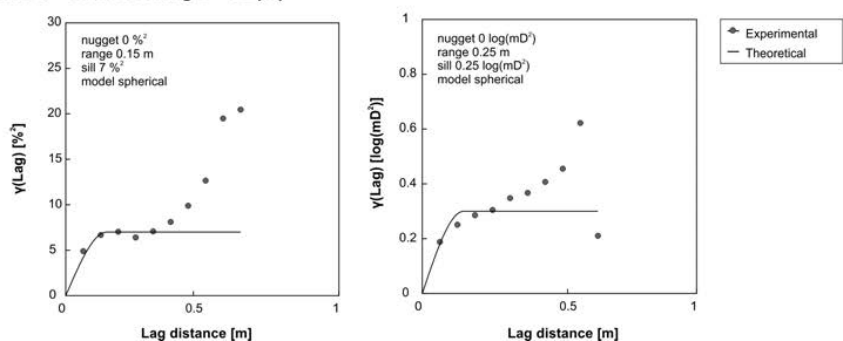 30
25
20
15
10
5
0
γ(Lag) [%²]
nugget 0 %²
range 0.15 m
sill 7 %²
model spherical
0
0.5
1
Lag distance [m]
1
0.8
0.6
0.4
0.2
0
γ(Lag) [log(mD²)]
nugget 0 log(mD²)
range 0.25 m
sill 0.25 log(mD²)
model spherical
0
0.5
1
Lag distance [m]
Experimental
Theoretical